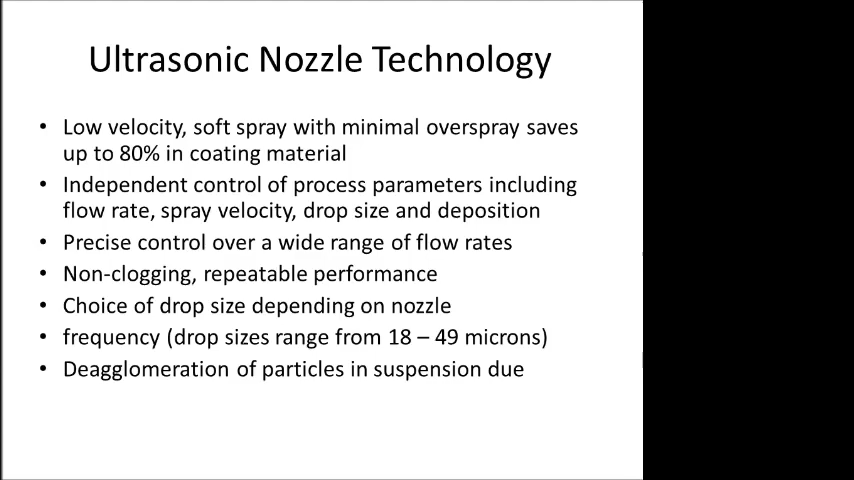 Ultrasonic Nozzle Technology
• Low velocity, soft spray with minimal overspray saves
up to 80% in coating material
• Independent control of process parameters including
flow rate, spray velocity, drop size and deposition
• Precise control over a wide range of flow rates
• Non-clogging, repeatable performance
• Choice of drop size depending on nozzle
• frequency (drop sizes range from 18 – 49 microns)
• Deagglomeration of particles in suspension due